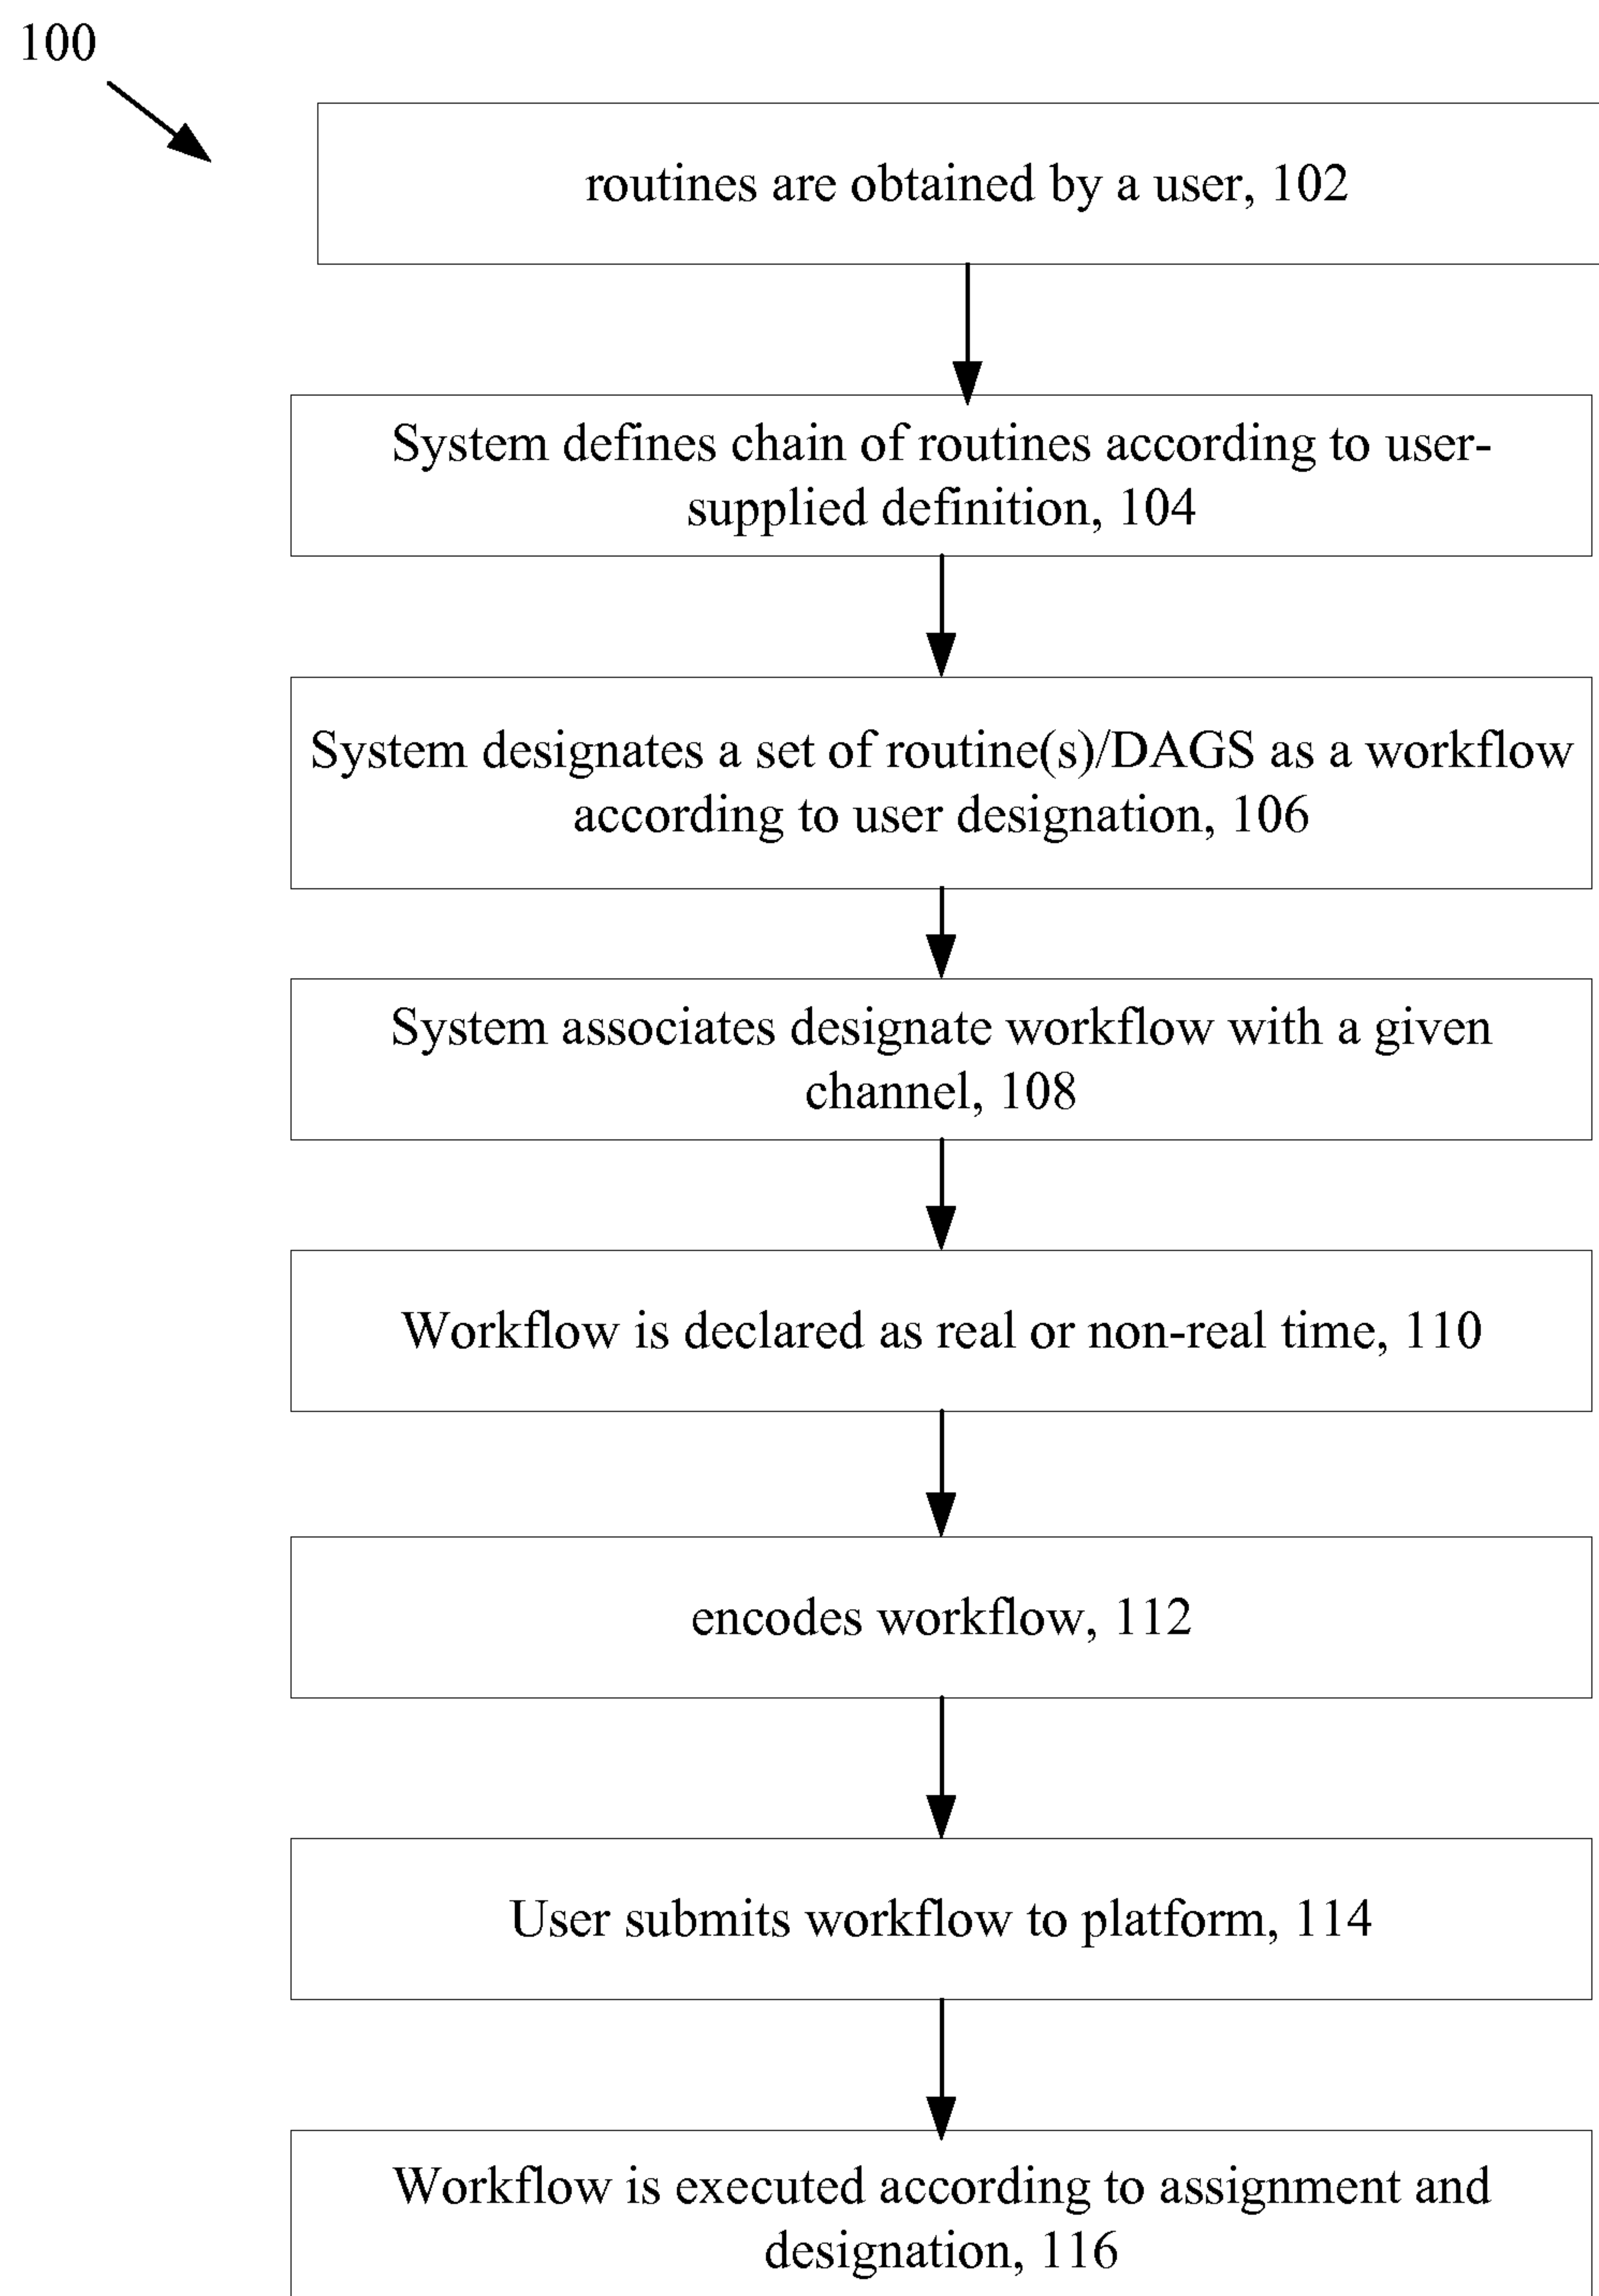 100
routines are obtained by a user, 102
System defines chain of routines according to user-
supplied definition, 104
System designates a set of routine(s)/DAGS as a workflow
according to user designation, 106
System associates designate workflow with a given
channel, 108
Workflow is declared as real or non-real time, 110
encodes workflow, 112
User submits workflow to platform, 114
Workflow is executed according to assignment and
designation, 116